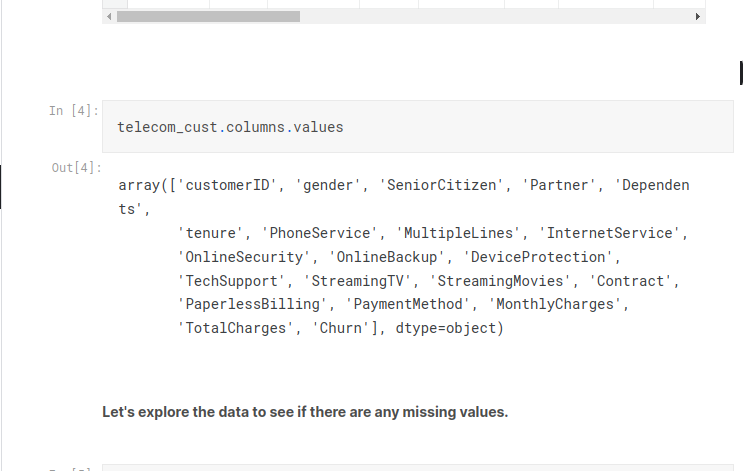 In [4]:
telecom_cust.columns.values
Out[4]:
array(['customerID', 'gender', 'SeniorCitizen', 'Partner', 'Dependen
ts',
'tenure', 'PhoneService', 'MultipleLines', 'InternetService',
'OnlineSecurity', 'OnlineBackup', 'DeviceProtection',
'TechSupport', 'StreamingTV', 'StreamingMovies', 'Contract',
'PaperlessBilling', 'PaymentMethod', 'MonthlyCharges',
'TotalCharges', 'Churn'], dtype=object)
Let's explore the data to see if there are any missing values.